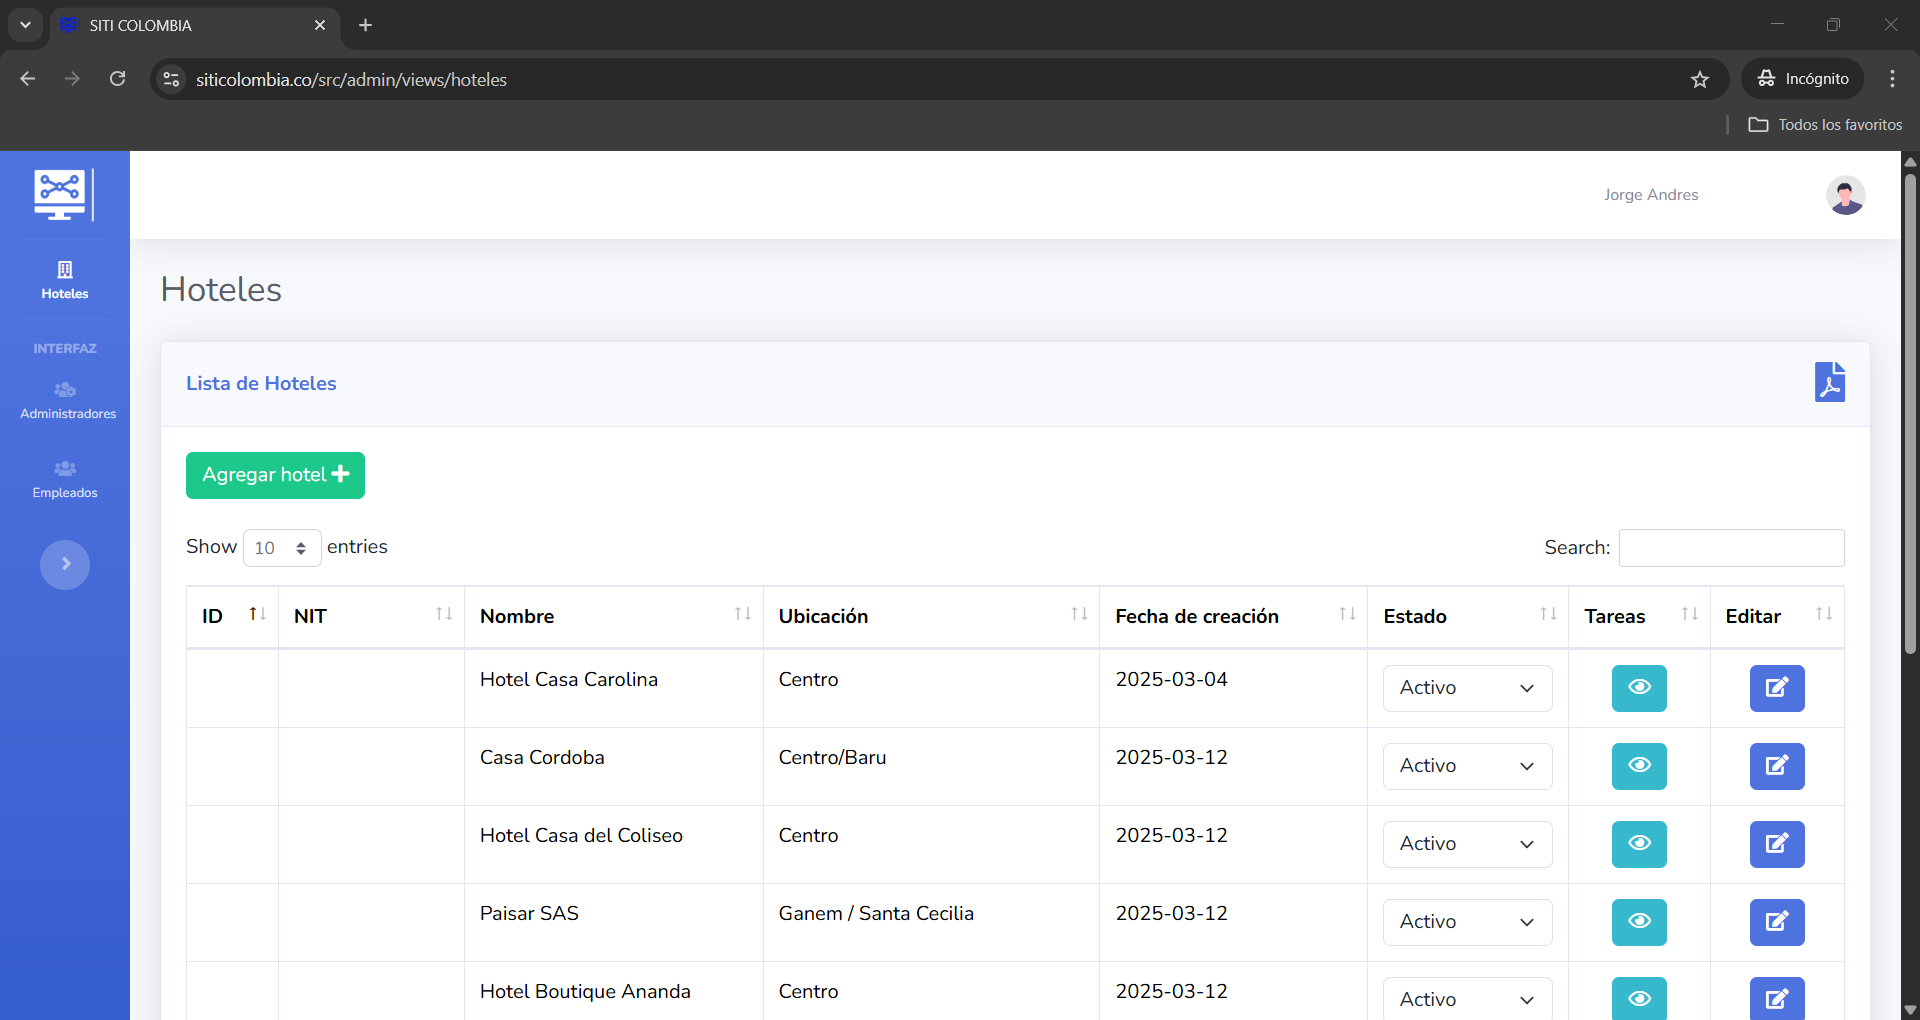 SITI COLOMBIA
siticolombia.co/src/admin/views/hoteles
Incógnito
Todos los favoritos
Jorge Andres
Hoteles
INTERFAZ
Administradores
Empleados
Hoteles
Lista de Hoteles
Agregar hotel
Show 10 entries
Search:
ID NIT Nombre Ubicación Fecha de creación Estado Tareas Editar
Hotel Casa Carolina Centro 2025-03-04 Activo
Casa Cordoba Centro/Baru 2025-03-12 Activo
Hotel Casa del Coliseo Centro 2025-03-12 Activo
Paisar SAS Ganem / Santa Cecilia 2025-03-12 Activo
Hotel Boutique Ananda Centro 2025-03-12 Activo